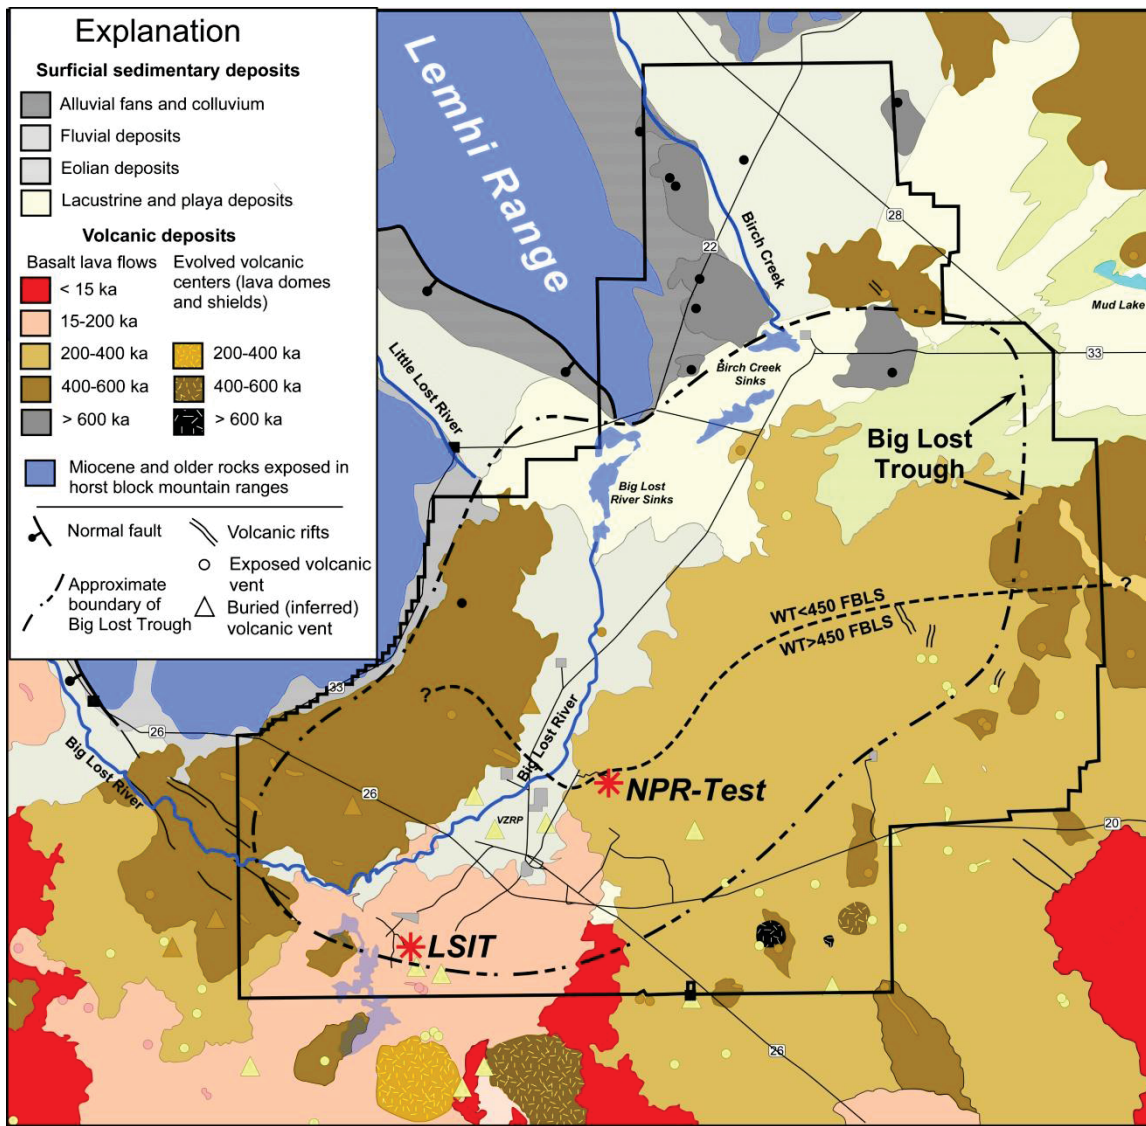 Explanation
Surficial sedimentary deposits
Alluvial fans and colluvium
Fluvial deposits
Eolian deposits
Lacustrine and playa deposits
Volcanic deposits
Basalt lava flows
Evolved volcanic
centers (lava domes
and shields)
< 15 ka
15-200 ka
200-400 ka
200-400 ka
400-600 ka
400-600 ka
> 600 ka
> 600 ka
Miocene and older rocks exposed in
horst block mountain ranges
Normal fault
Volcanic rifts
Exposed volcanic
vent
Approximate
boundary of
Big Lost Trough
Buried (inferred)
volcanic vent
Lemhi Range
Birch Creek
28
22
Mud Lake
33
Little Lost River
Birch Creek
Sinks
Big Lost
Trough
Big Lost
River Sinks
WT<450 FBLS
WT>450 FBLS
?
?
33
26
Big Lost River
Big Lost River
26
NPR-Test
VZRP
20
LSIT
26